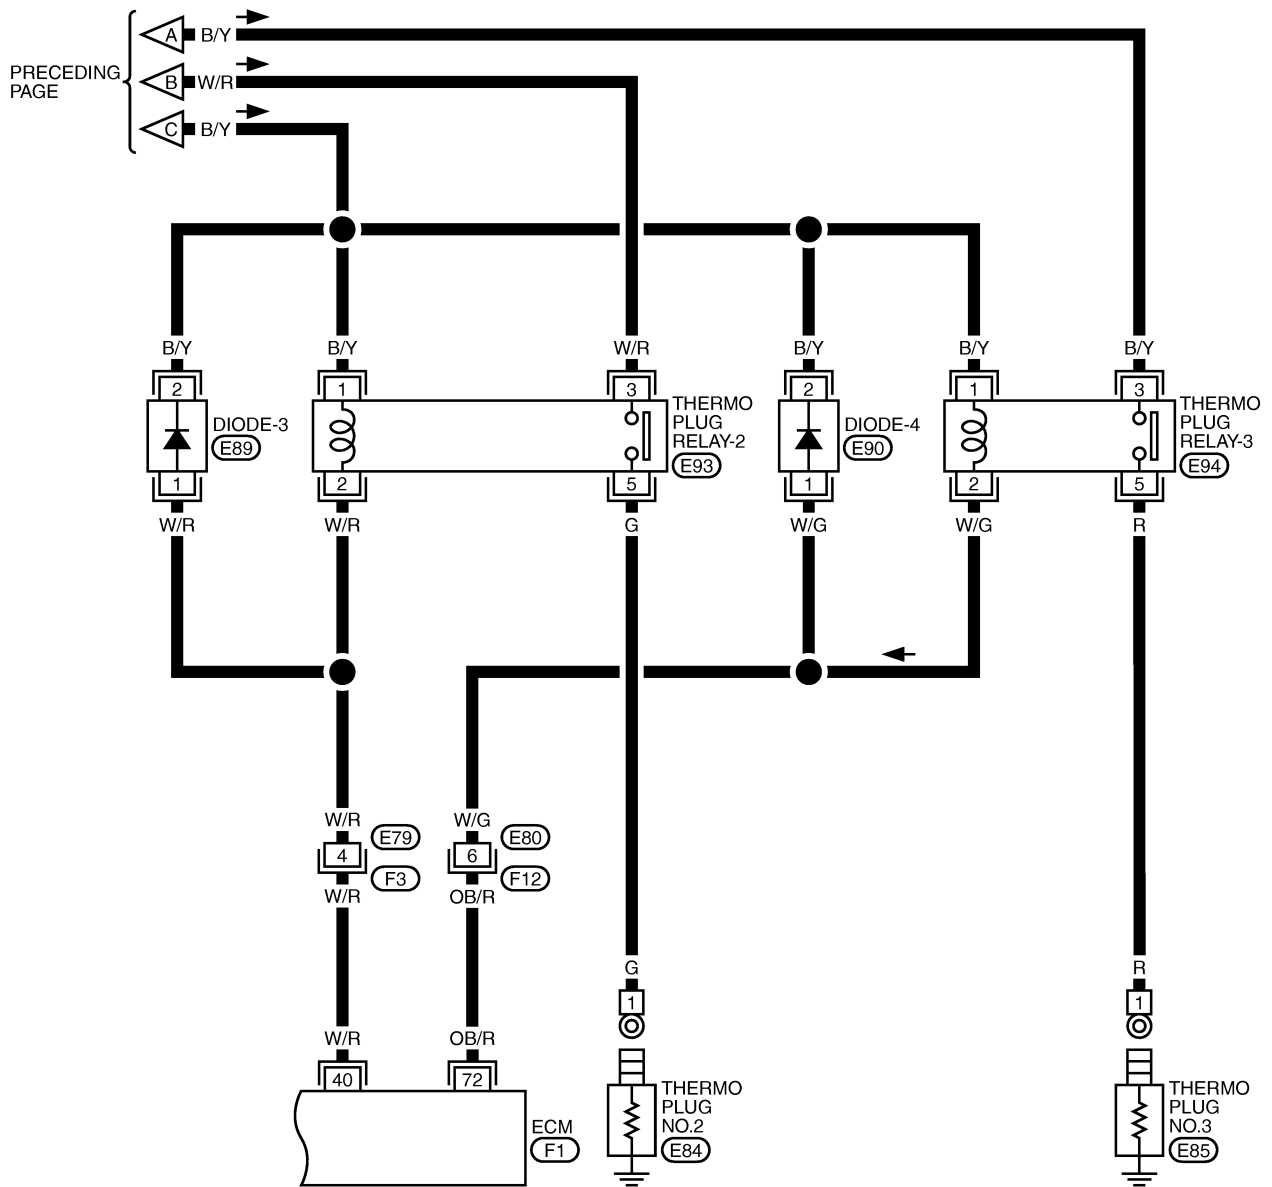 A B/Y
PRECEDING
PAGE
B W/R
C B/Y
B/Y B/Y W/R B/Y B/Y B/Y
2 1 3 2 1 3
DIODE-3
E89
THERMO
PLUG
RELAY-2
E93
DIODE-4
E90
THERMO
PLUG
RELAY-3
E94
1 2 5 1 2 5
W/R W/R G W/G W/G R
W/R E79 W/G E80
4 6
F3 F12
W/R OB/R
G R
1 1
W/R OB/R
40 72
ECM
F1
THERMO
PLUG
NO.2
E84
THERMO
PLUG
NO.3
E85